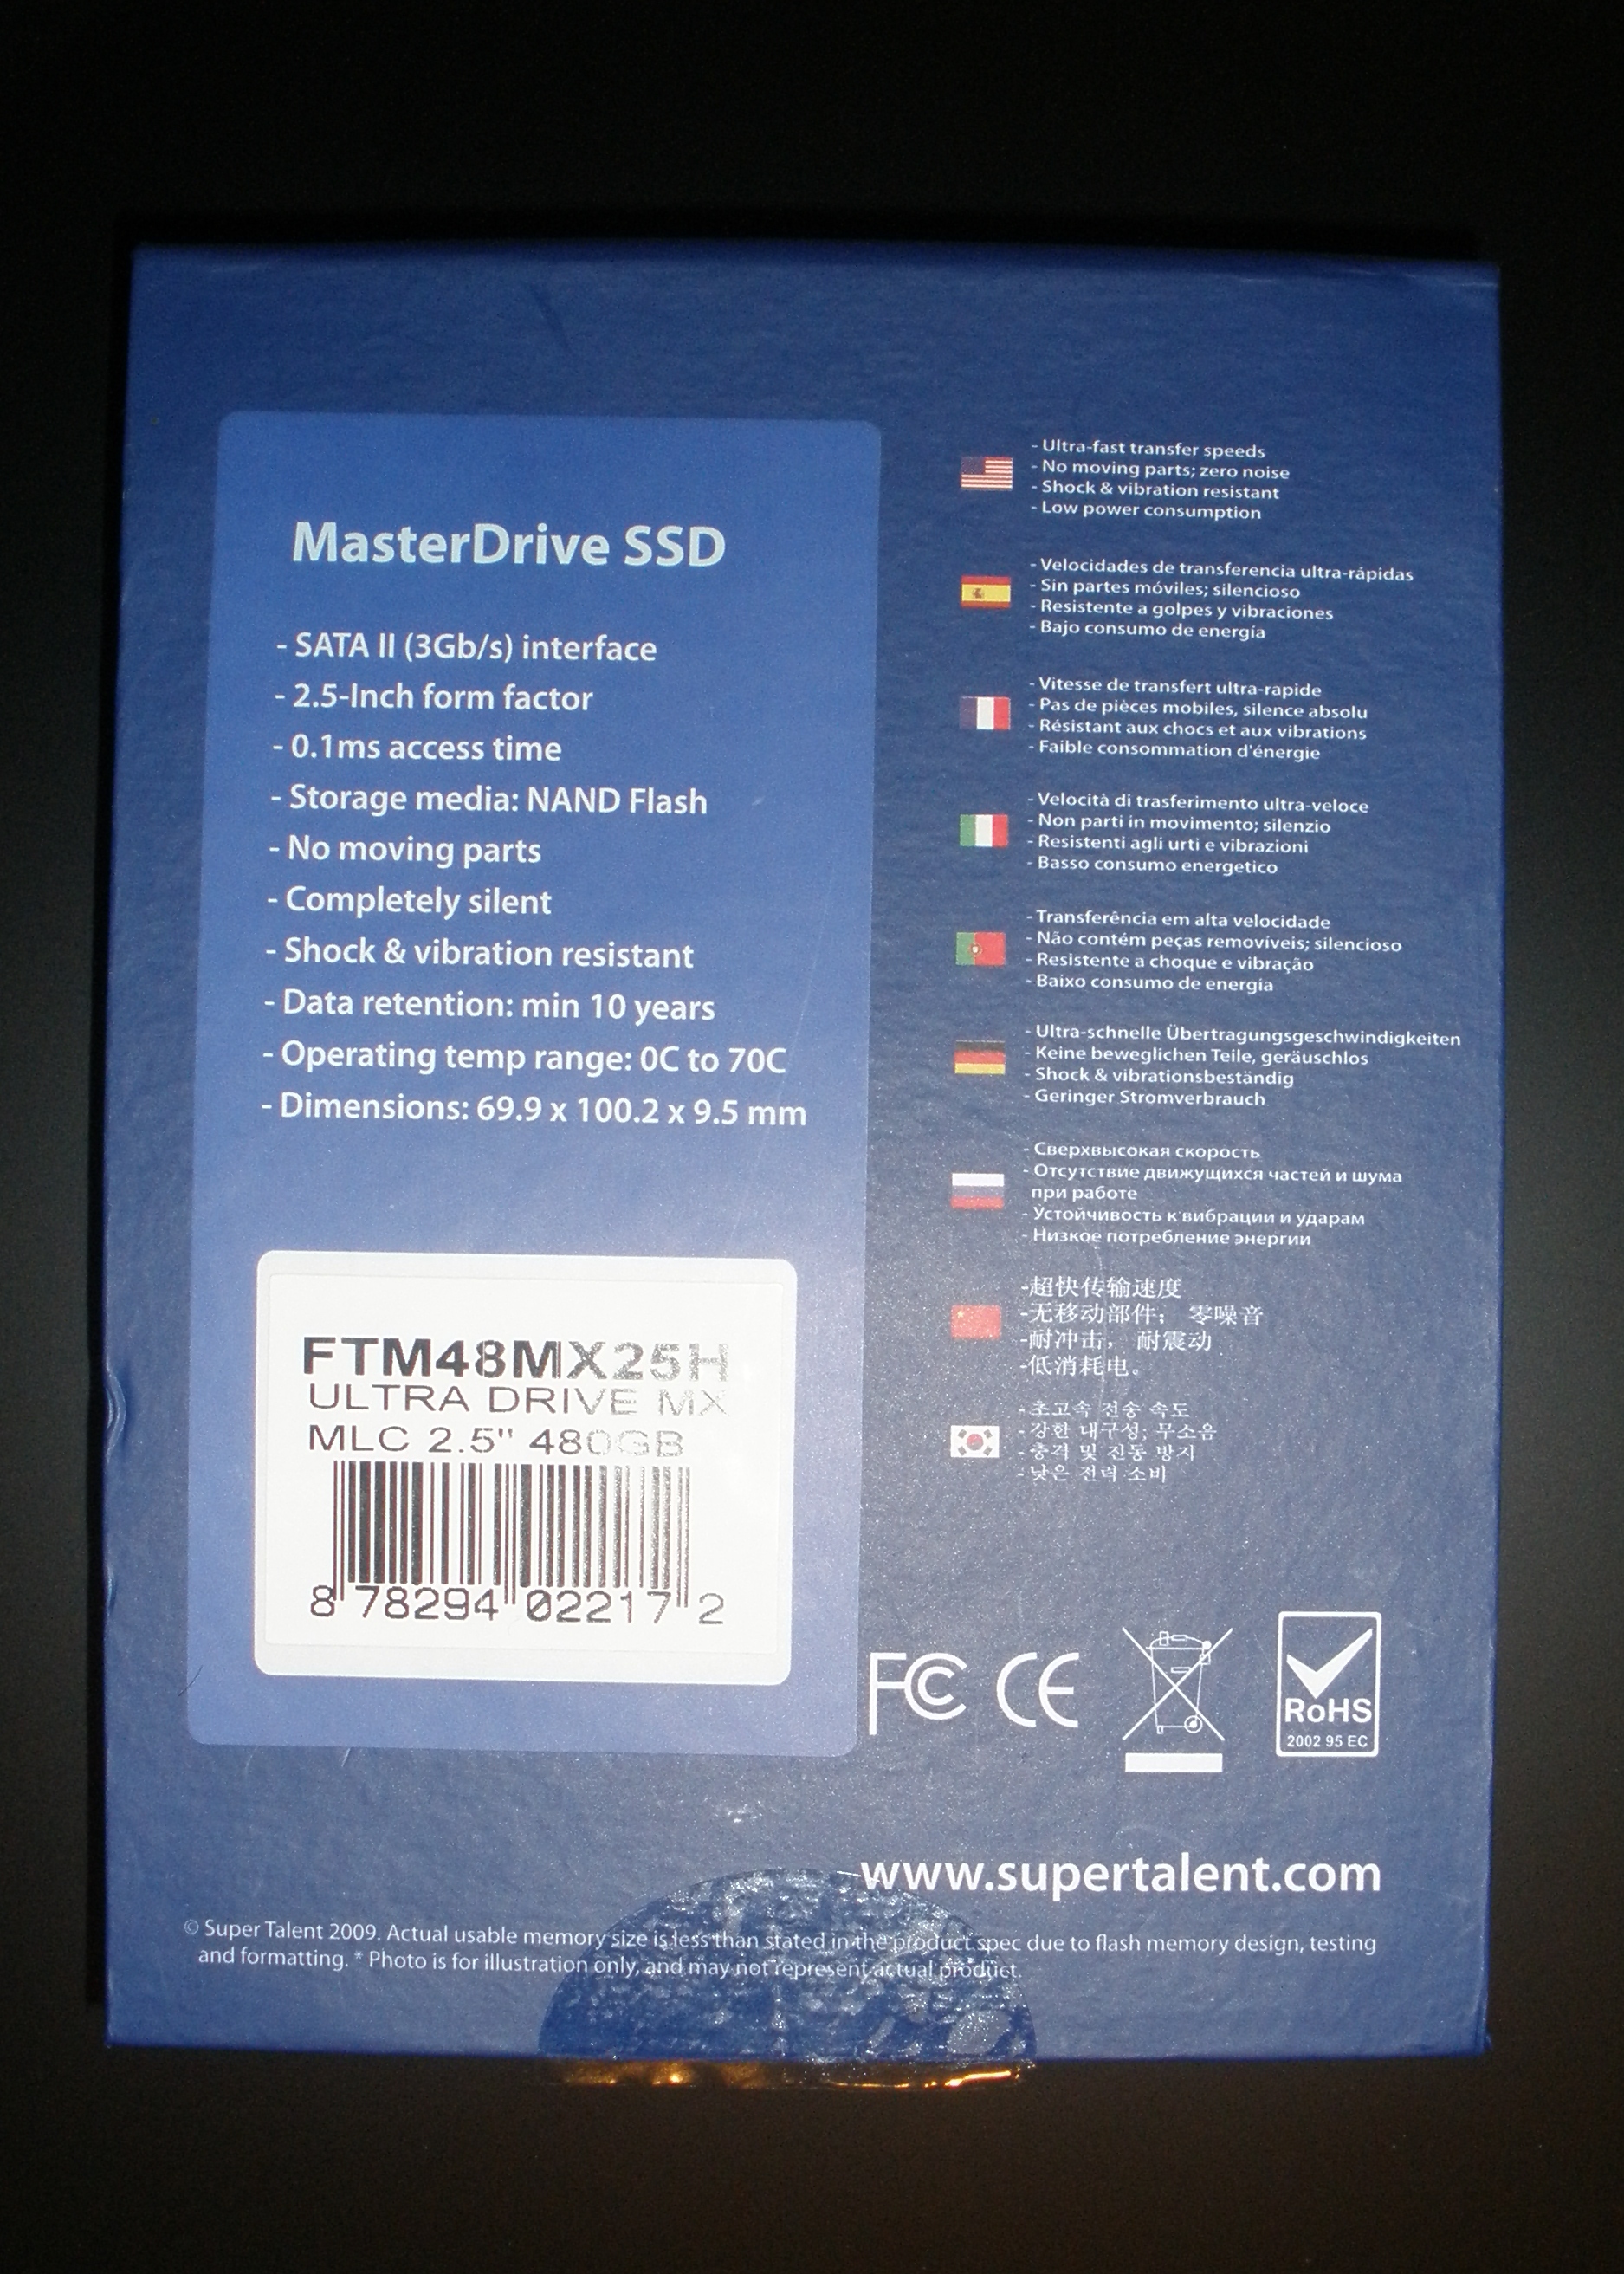 MasterDrive SSD
- SATA II (3Gb/s) interface
- 2.5-Inch form factor
- 0.1ms access time
- Storage media: NAND Flash
- No moving parts
- Completely silent
- Shock & vibration resistant
- Data retention: min 10 years
- Operating temp range: 0C to 70C
- Dimensions: 69.9 x 100.2 x 9.5 mm
FTM48MX25H
ULTRA DRIVE MX
MLC 2.5" 480GB
8 78294 02217 2
- Ultra-fast transfer speeds
- No moving parts; zero noise
- Shock & vibration resistant
- Low power consumption
- Velocidades de transferencia ultra-rápidas
- Sin partes móviles; silencioso
- Resistente a golpes y vibraciones
- Bajo consumo de energía
- Vitesse de transfert ultra-rapide
- Pas de pièces mobiles, silence absolu
- Résistant aux chocs et aux vibrations
- Faible consommation d'énergie
- Velocità di trasferimento ultra-veloce
- Non parti in movimento; silenzio
- Resistenti agli urti e vibrazioni
- Basso consumo energetico
- Transferência em alta velocidade
- Não contém peças removíveis; silencioso
- Resistente a choque e vibração
- Baixo consumo de energia
- Ultra-schnelle Übertragungsgeschwindigkeiten
- Keine beweglichen Teile, geräuschlos
- Shock & vibrationsbeständig
- Geringer Stromverbrauch
- Сверхвысокая скорость
- Отсутствие движущихся частей и шума
при работе
- Устойчивость к вибрации и ударам
- Низкое потребление энергии
-超快传输速度
-无移动部件； 零噪音
-耐冲击， 耐震动
-低消耗电。
- 초고속 전송 속도
- 강한 내구성; 무소음
- 충격 및 진동 방지
- 낮은 전력 소비
FC CE
RoHS
2002 95 EC
www.supertalent.com
© Super Talent 2009. Actual usable memory size is less than stated in the product spec due to flash memory design, testing
and formatting. * Photo is for illustration only, and may not represent actual product.